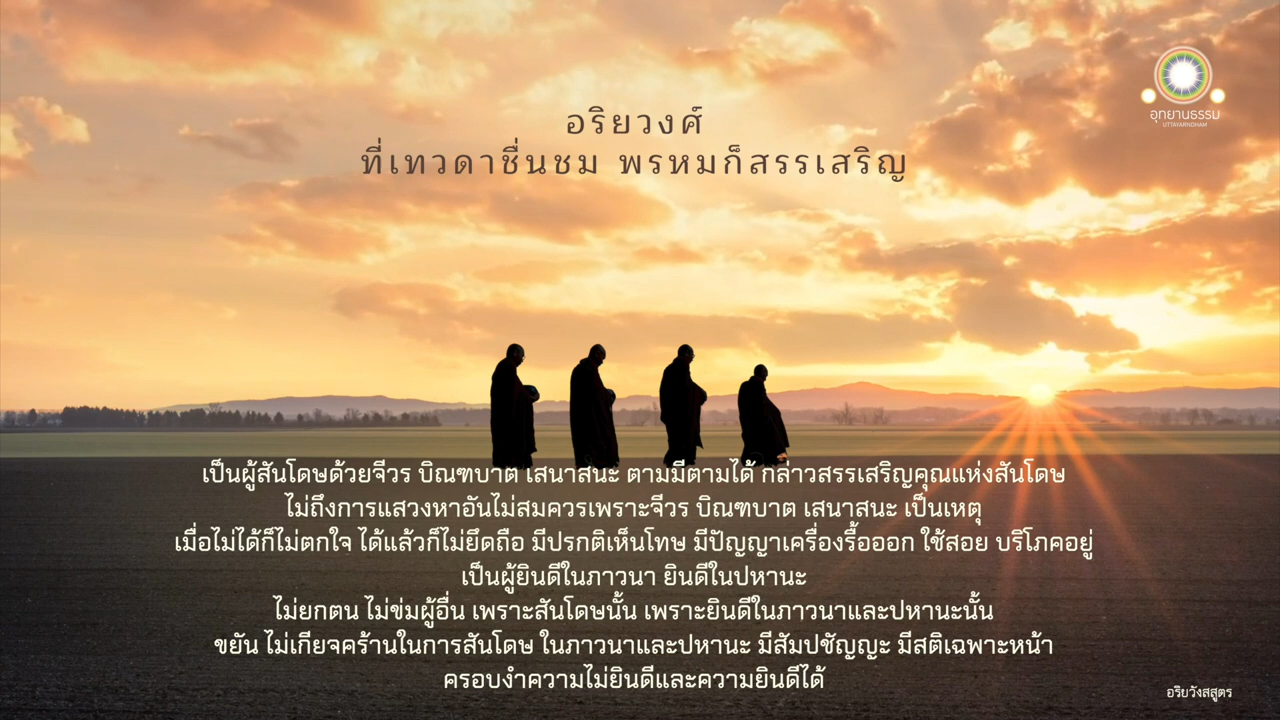 อุทยานธรรม
UTTAYARNDHAM
อริยวงศ์
ที่เทวดาชื่นชม พรหมก็สรรเสริญ
เป็นผู้สันโดษด้วยจีวร บิณฑบาต เสนาสนะ ตามมีตามได้ กล่าวสรรเสริญคุณแห่งสันโดษ
ไม่ถึงการแสวงหาอันไม่สมควรเพราะจีวร บิณฑบาต เสนาสนะ เป็นเหตุ
เมื่อไม่ได้ก็ไม่ตกใจ ได้แล้วก็ไม่ยึดถือ มีปรกติเห็นโทษ มีปัญญาเครื่องรื้อออก ใช้สอย บริโภคอยู่
เป็นผู้ยินดีในภาวนา ยินดีในปหานะ
ไม่ยกตน ไม่ข่มผู้อื่น เพราะสันโดษนั้น เพราะยินดีในภาวนาและปหานะนั้น
ขยัน ไม่เกียจคร้านในการสันโดษ ในภาวนาและปหานะ มีสัมปชัญญะ มีสติเฉพาะหน้า
ครอบงำความไม่ยินดีและความยินดีได้
อริยวังสสูตร